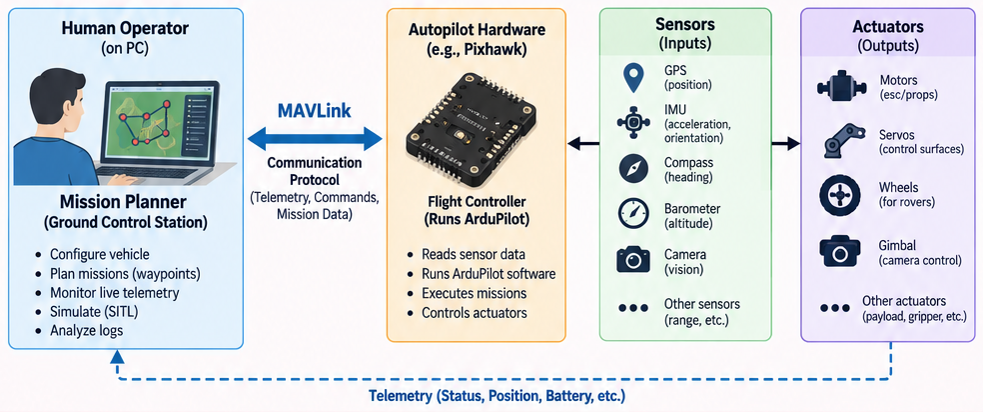 Human Operator
(on PC)
Mission Planner
(Ground Control Station)
• Configure vehicle
• Plan missions (waypoints)
• Monitor live telemetry
• Simulate (SITL)
• Analyze logs
MAVLink
Communication
Protocol
(Telemetry, Commands,
Mission Data)
Autopilot Hardware
(e.g., Pixhawk)
Flight Controller
(Runs ArduPilot)
• Reads sensor data
• Runs ArduPilot software
• Executes missions
• Controls actuators
Sensors
(Inputs)
GPS
(position)
IMU
(acceleration,
orientation)
Compass
(heading)
Barometer
(altitude)
Camera
(vision)
Other sensors
(range, etc.)
Actuators
(Outputs)
Motors
(esc/props)
Servos
(control surfaces)
Wheels
(for rovers)
Gimbal
(camera control)
Other actuators
(payload, gripper, etc.)
Telemetry (Status, Position, Battery, etc.)